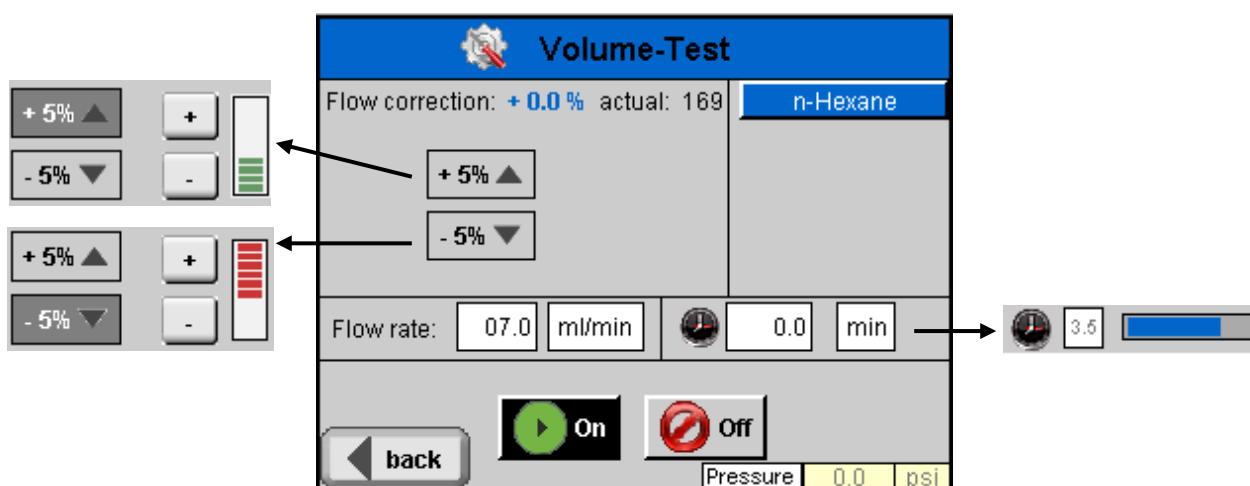 Volume-Test
Flow correction: + 0.0 % actual: 169
n-Hexane
+ 5%
- 5%
+
-
+ 5%
- 5%
+
-
+ 5%
- 5%
Flow rate: 07.0 ml/min 0.0 min
3.5
On Off
back
Pressure 0.0 psi